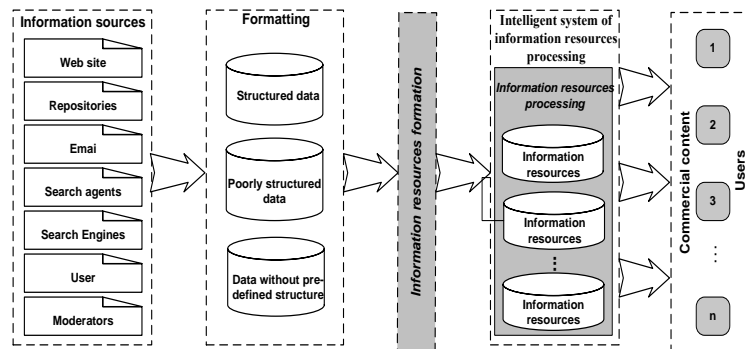 Information sources
Web site
Repositories
Emai
Search agents
Search Engines
User
Moderators
Formatting
Structured data
Poorly structured
data
Data without pre-
defined structure
Information resources formation
Intelligent system of
information resources
processing
Information resources
processing
Information
resources
Information
resources
...
Information
resources
Commercial content
Users
1
2
3
...
n